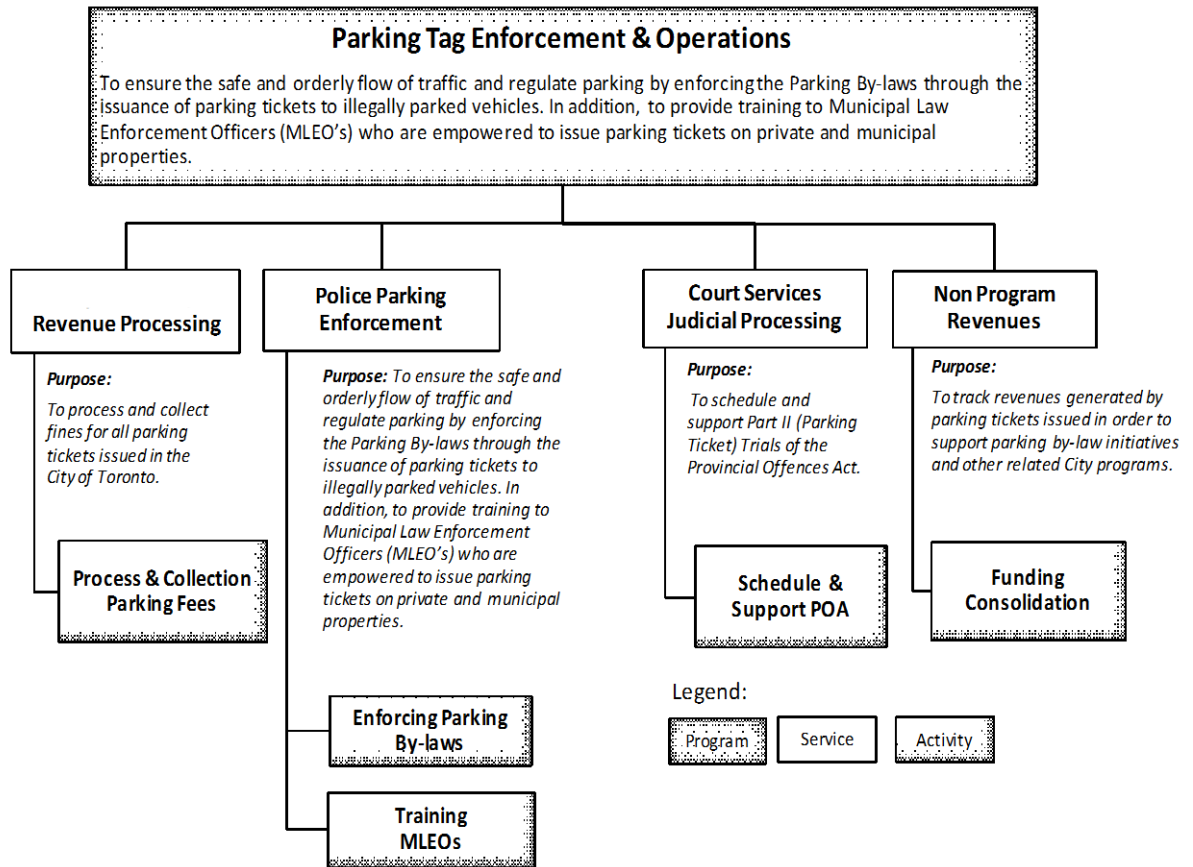 Parking Tag Enforcement & Operations
To ensure the safe and orderly flow of traffic and regulate parking by enforcing the Parking By-laws through the
issuance of parking tickets to illegally parked vehicles. In addition, to provide training to Municipal Law
Enforcement Officers (MLEO's) who are empowered to issue parking tickets on private and municipal
properties.
Revenue Processing
Purpose:
To process and collect
fines for all parking
tickets issued in the
City of Toronto.
Process & Collection
Parking Fees
Police Parking
Enforcement
Purpose: To ensure the safe and
orderly flow of traffic and
regulate parking by enforcing
the Parking By-laws through the
issuance of parking tickets to
illegally parked vehicles. In
addition, to provide training to
Municipal Law Enforcement
Officers (MLEO's) who are
empowered to issue parking
tickets on private and municipal
properties.
Enforcing Parking
By-laws
Training
MLEOs
Court Services
Judicial Processing
Purpose:
To schedule and
support Part II (Parking
Ticket) Trials of the
Provincial Offences Act.
Schedule &
Support POA
Non Program
Revenues
Purpose:
To track revenues generated by
parking tickets issued in order to
support parking by-law initiatives
and other related City programs.
Funding
Consolidation
Legend:
Program
Service
Activity